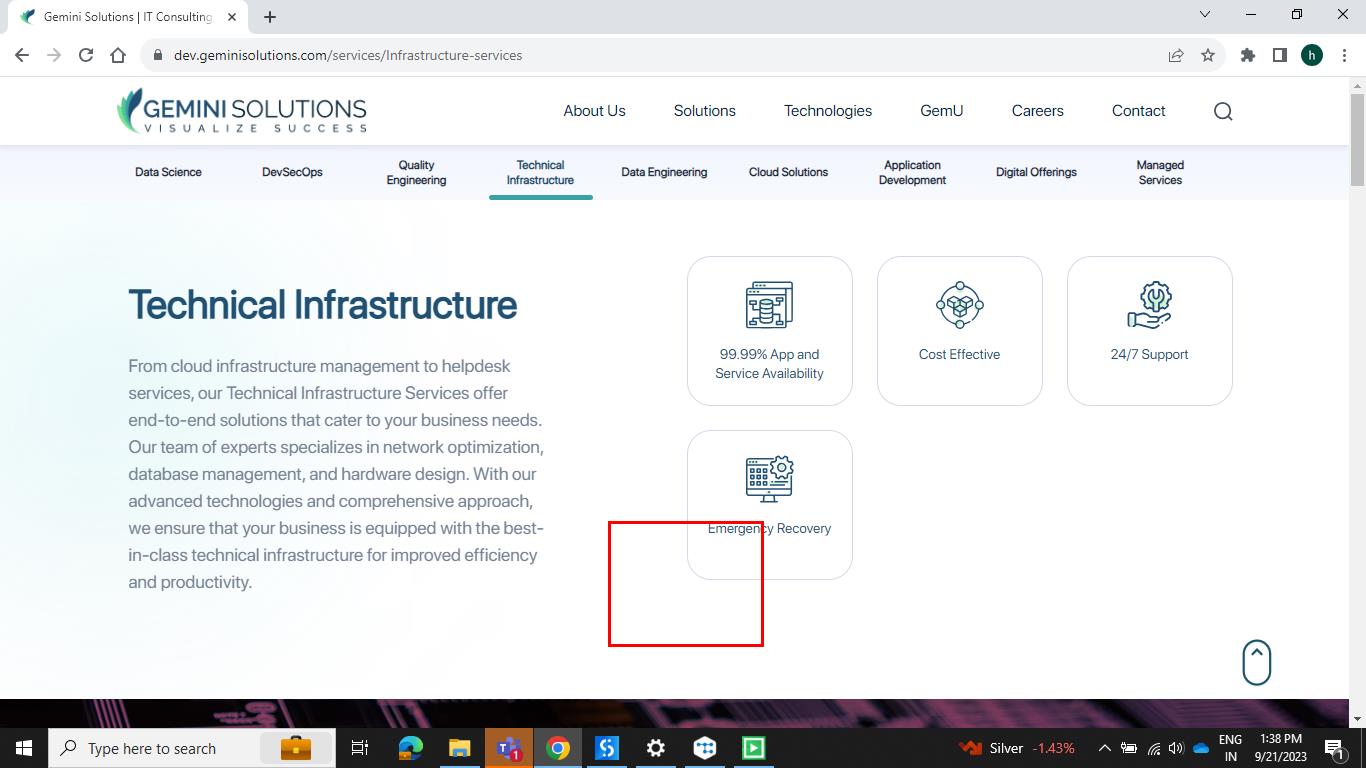 Gemini Solutions | IT Consulting
dev.geminisolutions.com/services/Infrastructure-services
h
GEMINI SOLUTIONS
VISUALIZE SUCCESS
About Us
Solutions
Technologies
GemU
Careers
Contact
Data Science
DevSecOps
Quality
Engineering
Technical
Infrastructure
Data Engineering
Cloud Solutions
Application
Development
Digital Offerings
Managed
Services
Technical Infrastructure
From cloud infrastructure management to helpdesk
services, our Technical Infrastructure Services offer
end-to-end solutions that cater to your business needs.
Our team of experts specializes in network optimization,
database management, and hardware design. With our
advanced technologies and comprehensive approach,
we ensure that your business is equipped with the best-
in-class technical infrastructure for improved efficiency
and productivity.
99.99% App and
Service Availability
Cost Effective
24/7 Support
Emergency Recovery
Type here to search
1
Silver -1.43%
ENG
IN
1:38 PM
9/21/2023
1